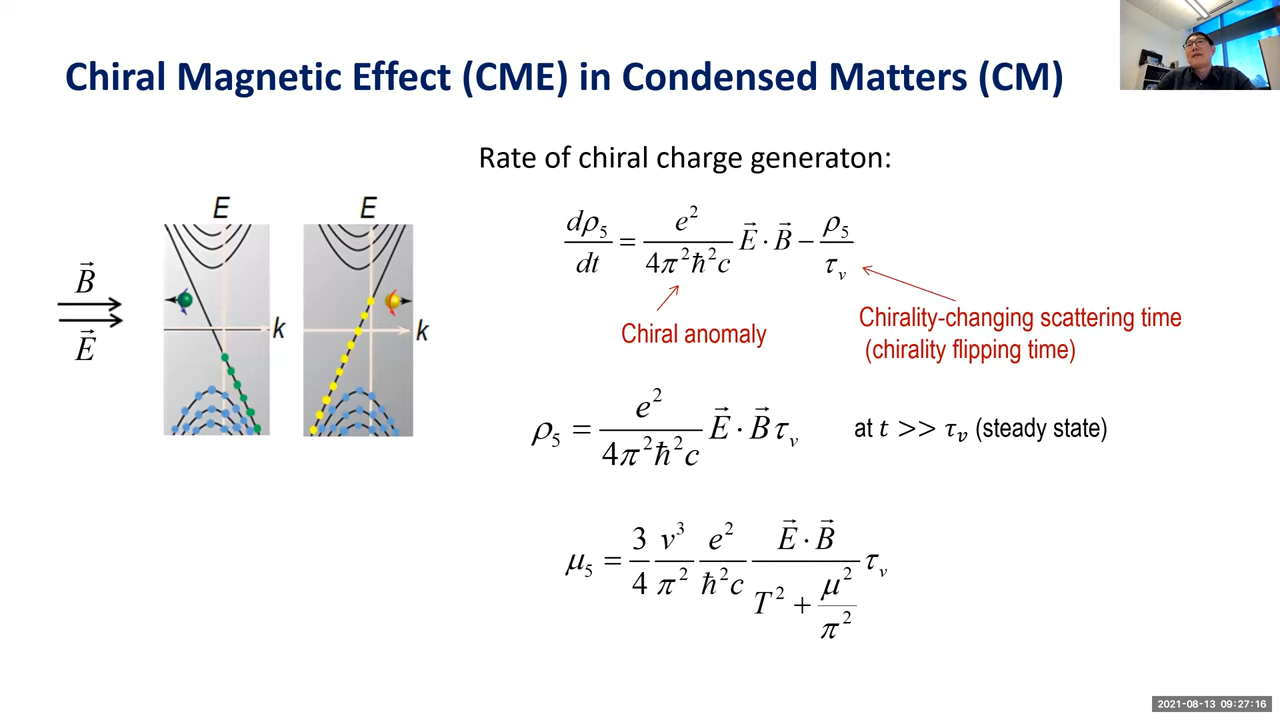 Chiral Magnetic Effect (CME) in Condensed Matters (CM)
Rate of chiral charge generaton:
dρ₅/dt = e²/(4π²ħ²c) E⃗ · B⃗ − ρ₅/τᵥ
E
E
B⃗
E⃗
k
k
Chiral anomaly
Chirality-changing scattering time
(chirality flipping time)
ρ₅ = e²/(4π²ħ²c) E⃗ · B⃗ τᵥ
at t >> τᵥ (steady state)
μ₅ = 3/4 v³/π² e²/(ħ²c) (E⃗ · B⃗)/(T² + μ²/π²) τᵥ
2021-08-13 09:27:16